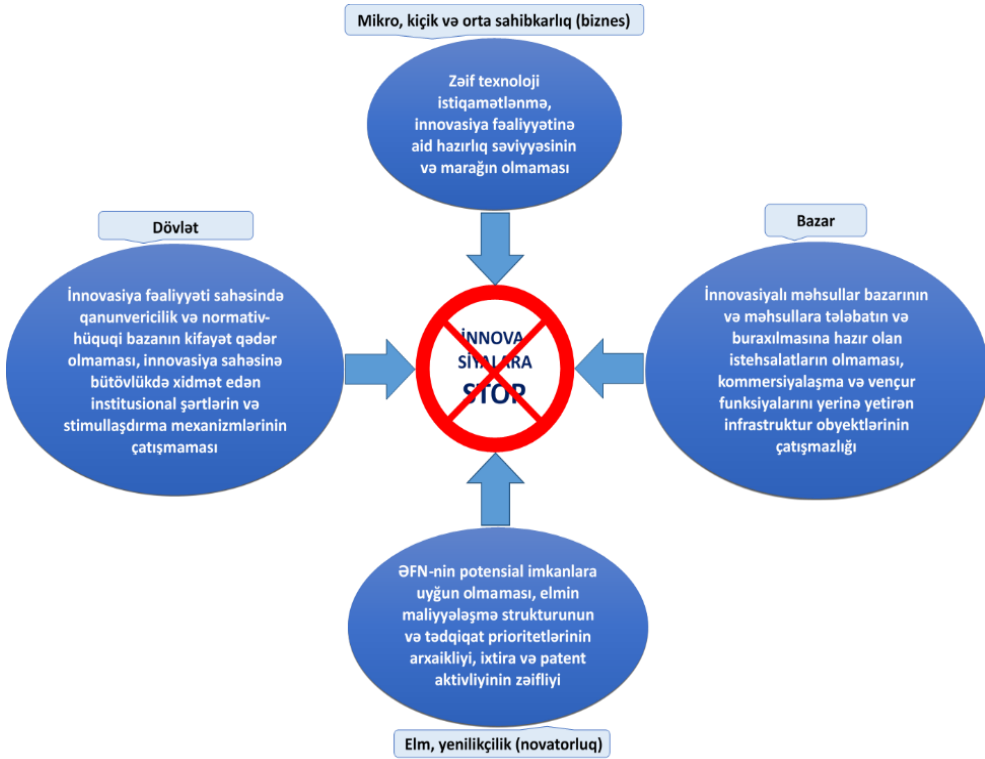 Mikro, kiçik və orta sahibkarlıq (biznes)
Zəif texnoloji
istiqamətlənmə,
innovasiya fəaliyyətinə
aid hazırlıq səviyyəsinin
və marağın olmaması
Dövlət
İnnovasiya fəaliyyəti sahəsində
qanunvericilik və normativ-
hüquqi bazanın kifayət qədər
olmaması, innovasiya sahəsinə
bütövlükdə xidmət edən
institusional şərtlərin və
stimullaşdırma mexanizmlərinin
çatışmaması
İNNOVA
SİYALARA
STOP
Bazar
İnnovasiyalı məhsullar bazarının
və məhsullara tələbatın və
buraxılmasına hazır olan
istehsalatların olmaması,
kommersiyalaşma və vençur
funksiyalarını yerinə yetirən
infrastruktur obyektlərinin
çatışmazlığı
ƏFN-nin potensial imkanlara
uyğun olmaması, elmin
maliyyələşmə strukturunun
və tədqiqat prioritetlərinin
arxaikliyi, ixtira və patent
aktivliyinin zəifliyi
Elm, yenilikçilik (novatorluq)